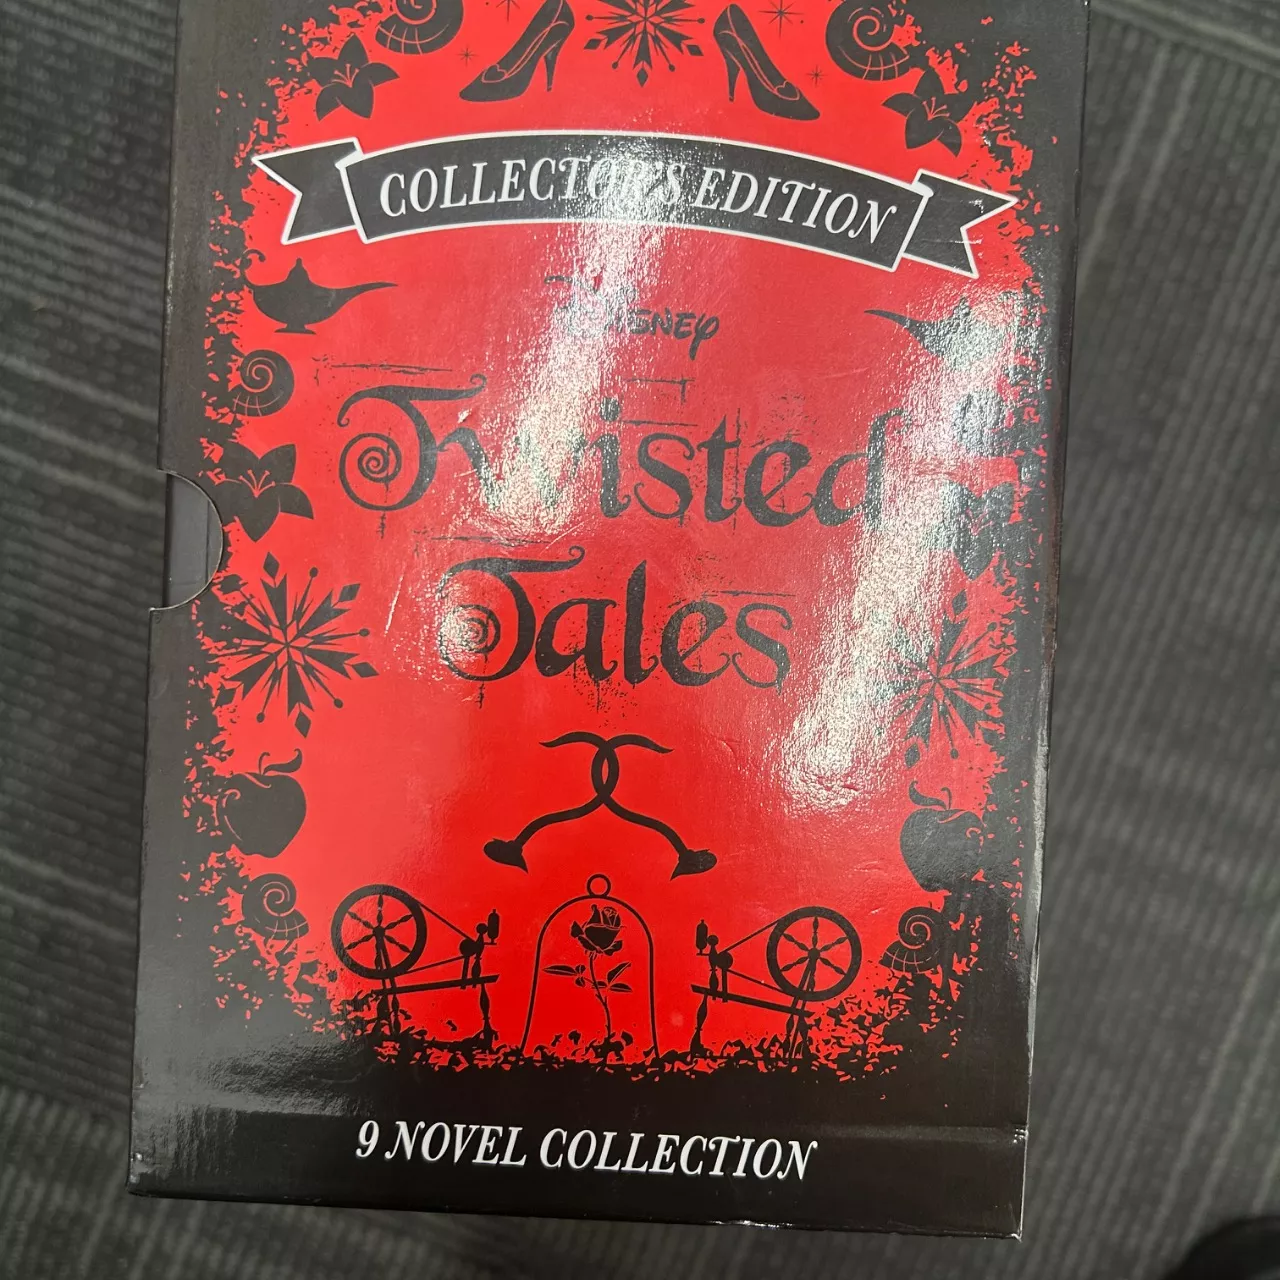 COLLECTOR'S EDITION
DISNEY
Twisted
Tales
9 NOVEL COLLECTION